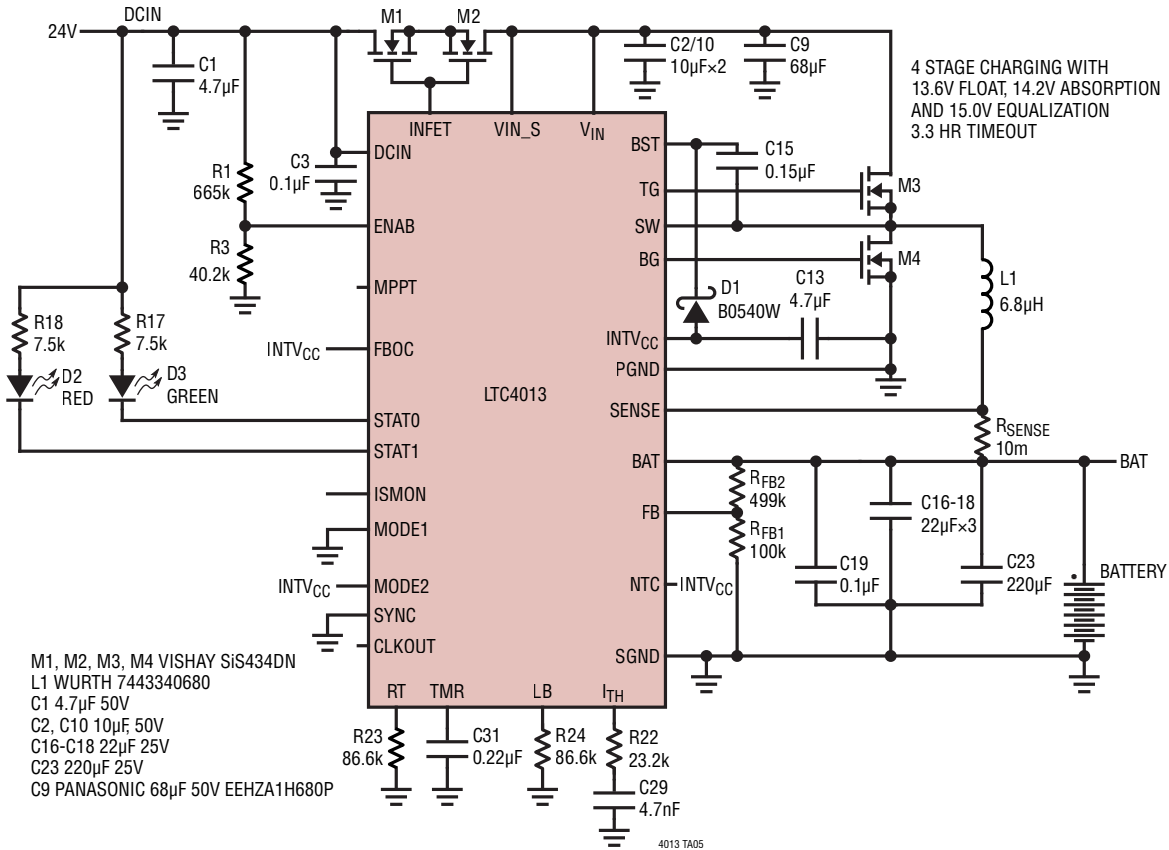 DCIN
24V
M1
M2
C1
4.7µF
C2/10
10µF×2
C9
68µF
4 STAGE CHARGING WITH
13.6V FLOAT, 14.2V ABSORPTION
AND 15.0V EQUALIZATION
3.3 HR TIMEOUT
INFET
VIN_S
VIN
DCIN
C3
0.1µF
R1
665k
ENAB
R3
40.2k
MPPT
INTVCC
FBOC
R18
7.5k
R17
7.5k
D2
RED
D3
GREEN
STAT0
STAT1
ISMON
MODE1
INTVCC
MODE2
SYNC
CLKOUT
LTC4013
BST
C15
0.15µF
TG
M3
SW
BG
M4
D1
B0540W
C13
4.7µF
L1
6.8µH
INTVCC
PGND
SENSE
RSENSE
10m
BAT
BAT
RFB2
499k
FB
RFB1
100k
C16-18
22µF×3
C19
0.1µF
C23
220µF
BATTERY
NTC
INTVCC
SGND
RT
TMR
LB
ITH
R23
86.6k
C31
0.22µF
R24
86.6k
R22
23.2k
C29
4.7nF
M1, M2, M3, M4 VISHAY SiS434DN
L1 WURTH 7443340680
C1 4.7µF 50V
C2, C10 10µF, 50V
C16-C18 22µF 25V
C23 220µF 25V
C9 PANASONIC 68µF 50V EEHZA1H680P
4013 TA05